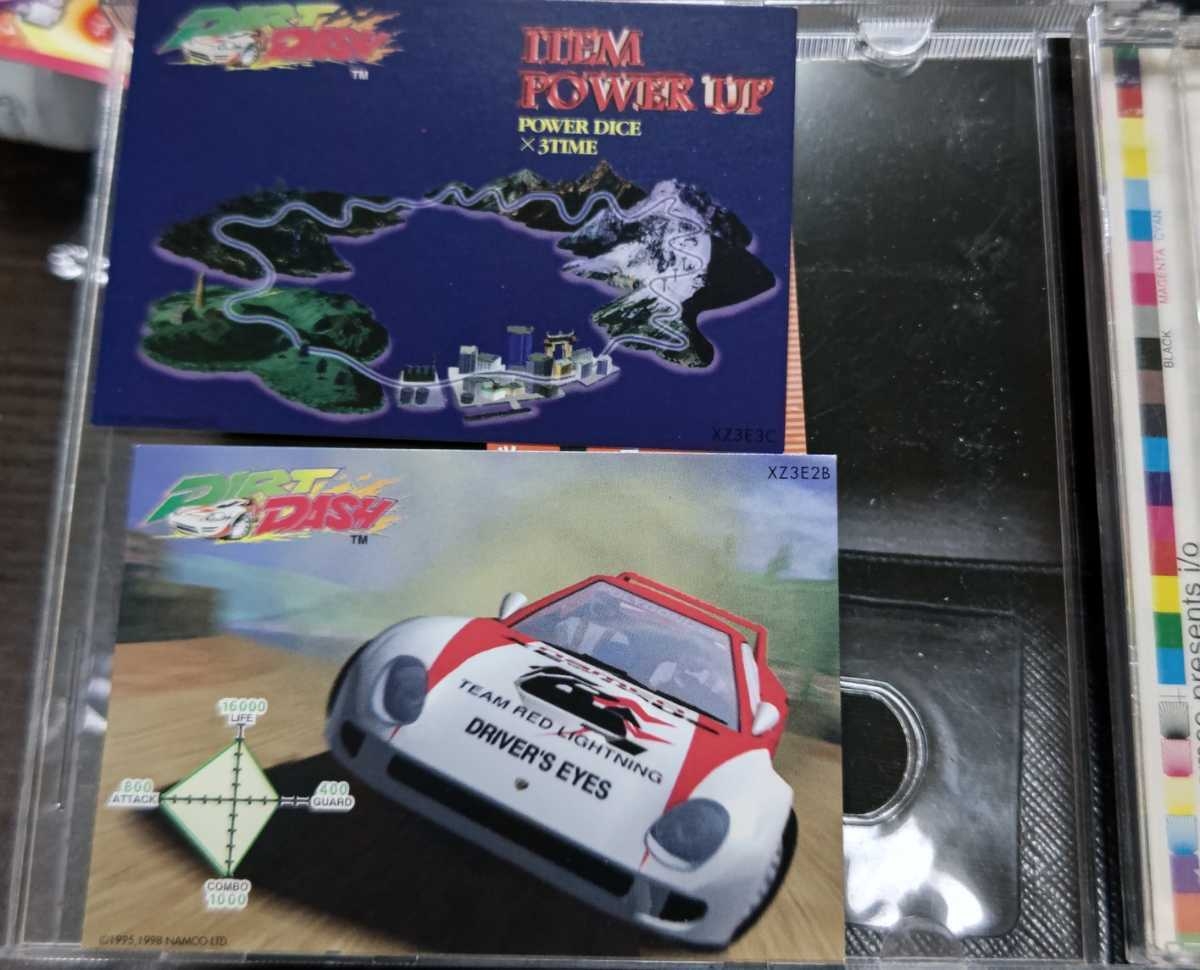 DIRT
DASH
TM
ITEM
POWER UP
POWER DICE
×3TIME
XZ3E3C
XZ3E2B
DIRT
DASH
TM
TEAM RED LIGHTNING
DRIVER'S EYES
16000
LIFE
800
ATTACK
400
GUARD
COMBO
1000
©1995,1998 NAMCO LTD.
CYAN
MAGENTA
BLACK
resents i/o